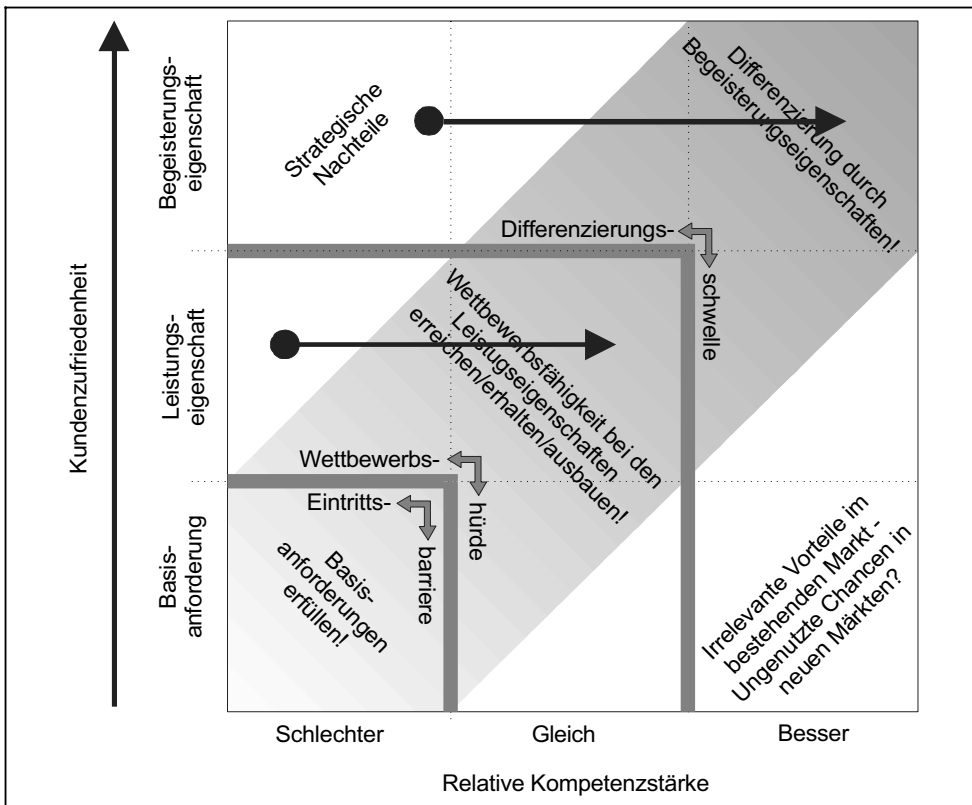 Kundenzufriedenheit
Begeisterungs-
eigenschaft
Leistungs-
eigenschaft
Basis-
anforderung
Strategische
Nachteile
Differenzierung durch
Begeisterungseigenschaften!
Differenzierungs-
schwelle
Wettbewerbsfähigkeit bei den
Leistugseigenschaften
erreichen/erhalten/ausbauen!
Wettbewerbs-
hürde
Eintritts-
barriere
Basis-
anforderungen
erfüllen!
Irrelevante Vorteile im
bestehenden Markt -
Ungenutzte Chancen in
neuen Märkten?
Schlechter
Gleich
Besser
Relative Kompetenzstärke